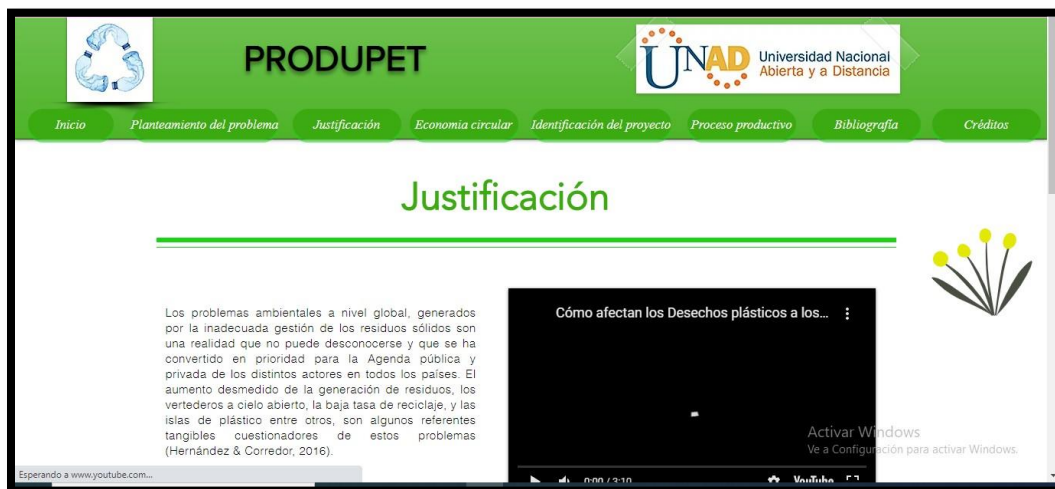 PRODUPET
UNAD Universidad Nacional
Abierta y a Distancia
Inicio Planteamiento del problema Justificación Economia circular Identificación del proyecto Proceso productivo Bibliografía Créditos
Justificación
Los problemas ambientales a nivel global, generados
por la inadecuada gestión de los residuos sólidos son
una realidad que no puede desconocerse y que se ha
convertido en prioridad para la Agenda pública y
privada de los distintos actores en todos los países. El
aumento desmedido de la generación de residuos, los
vertederos a cielo abierto, la baja tasa de reciclaje, y las
islas de plástico entre otros, son algunos referentes
tangibles cuestionadores de estos problemas
(Hernández & Corredor, 2016).
Cómo afectan los Desechos plásticos a los...
0:00 / 3:10 YouTube
Activar Windows
Ve a Configuración para activar Windows.
Esperando a www.youtube.com...